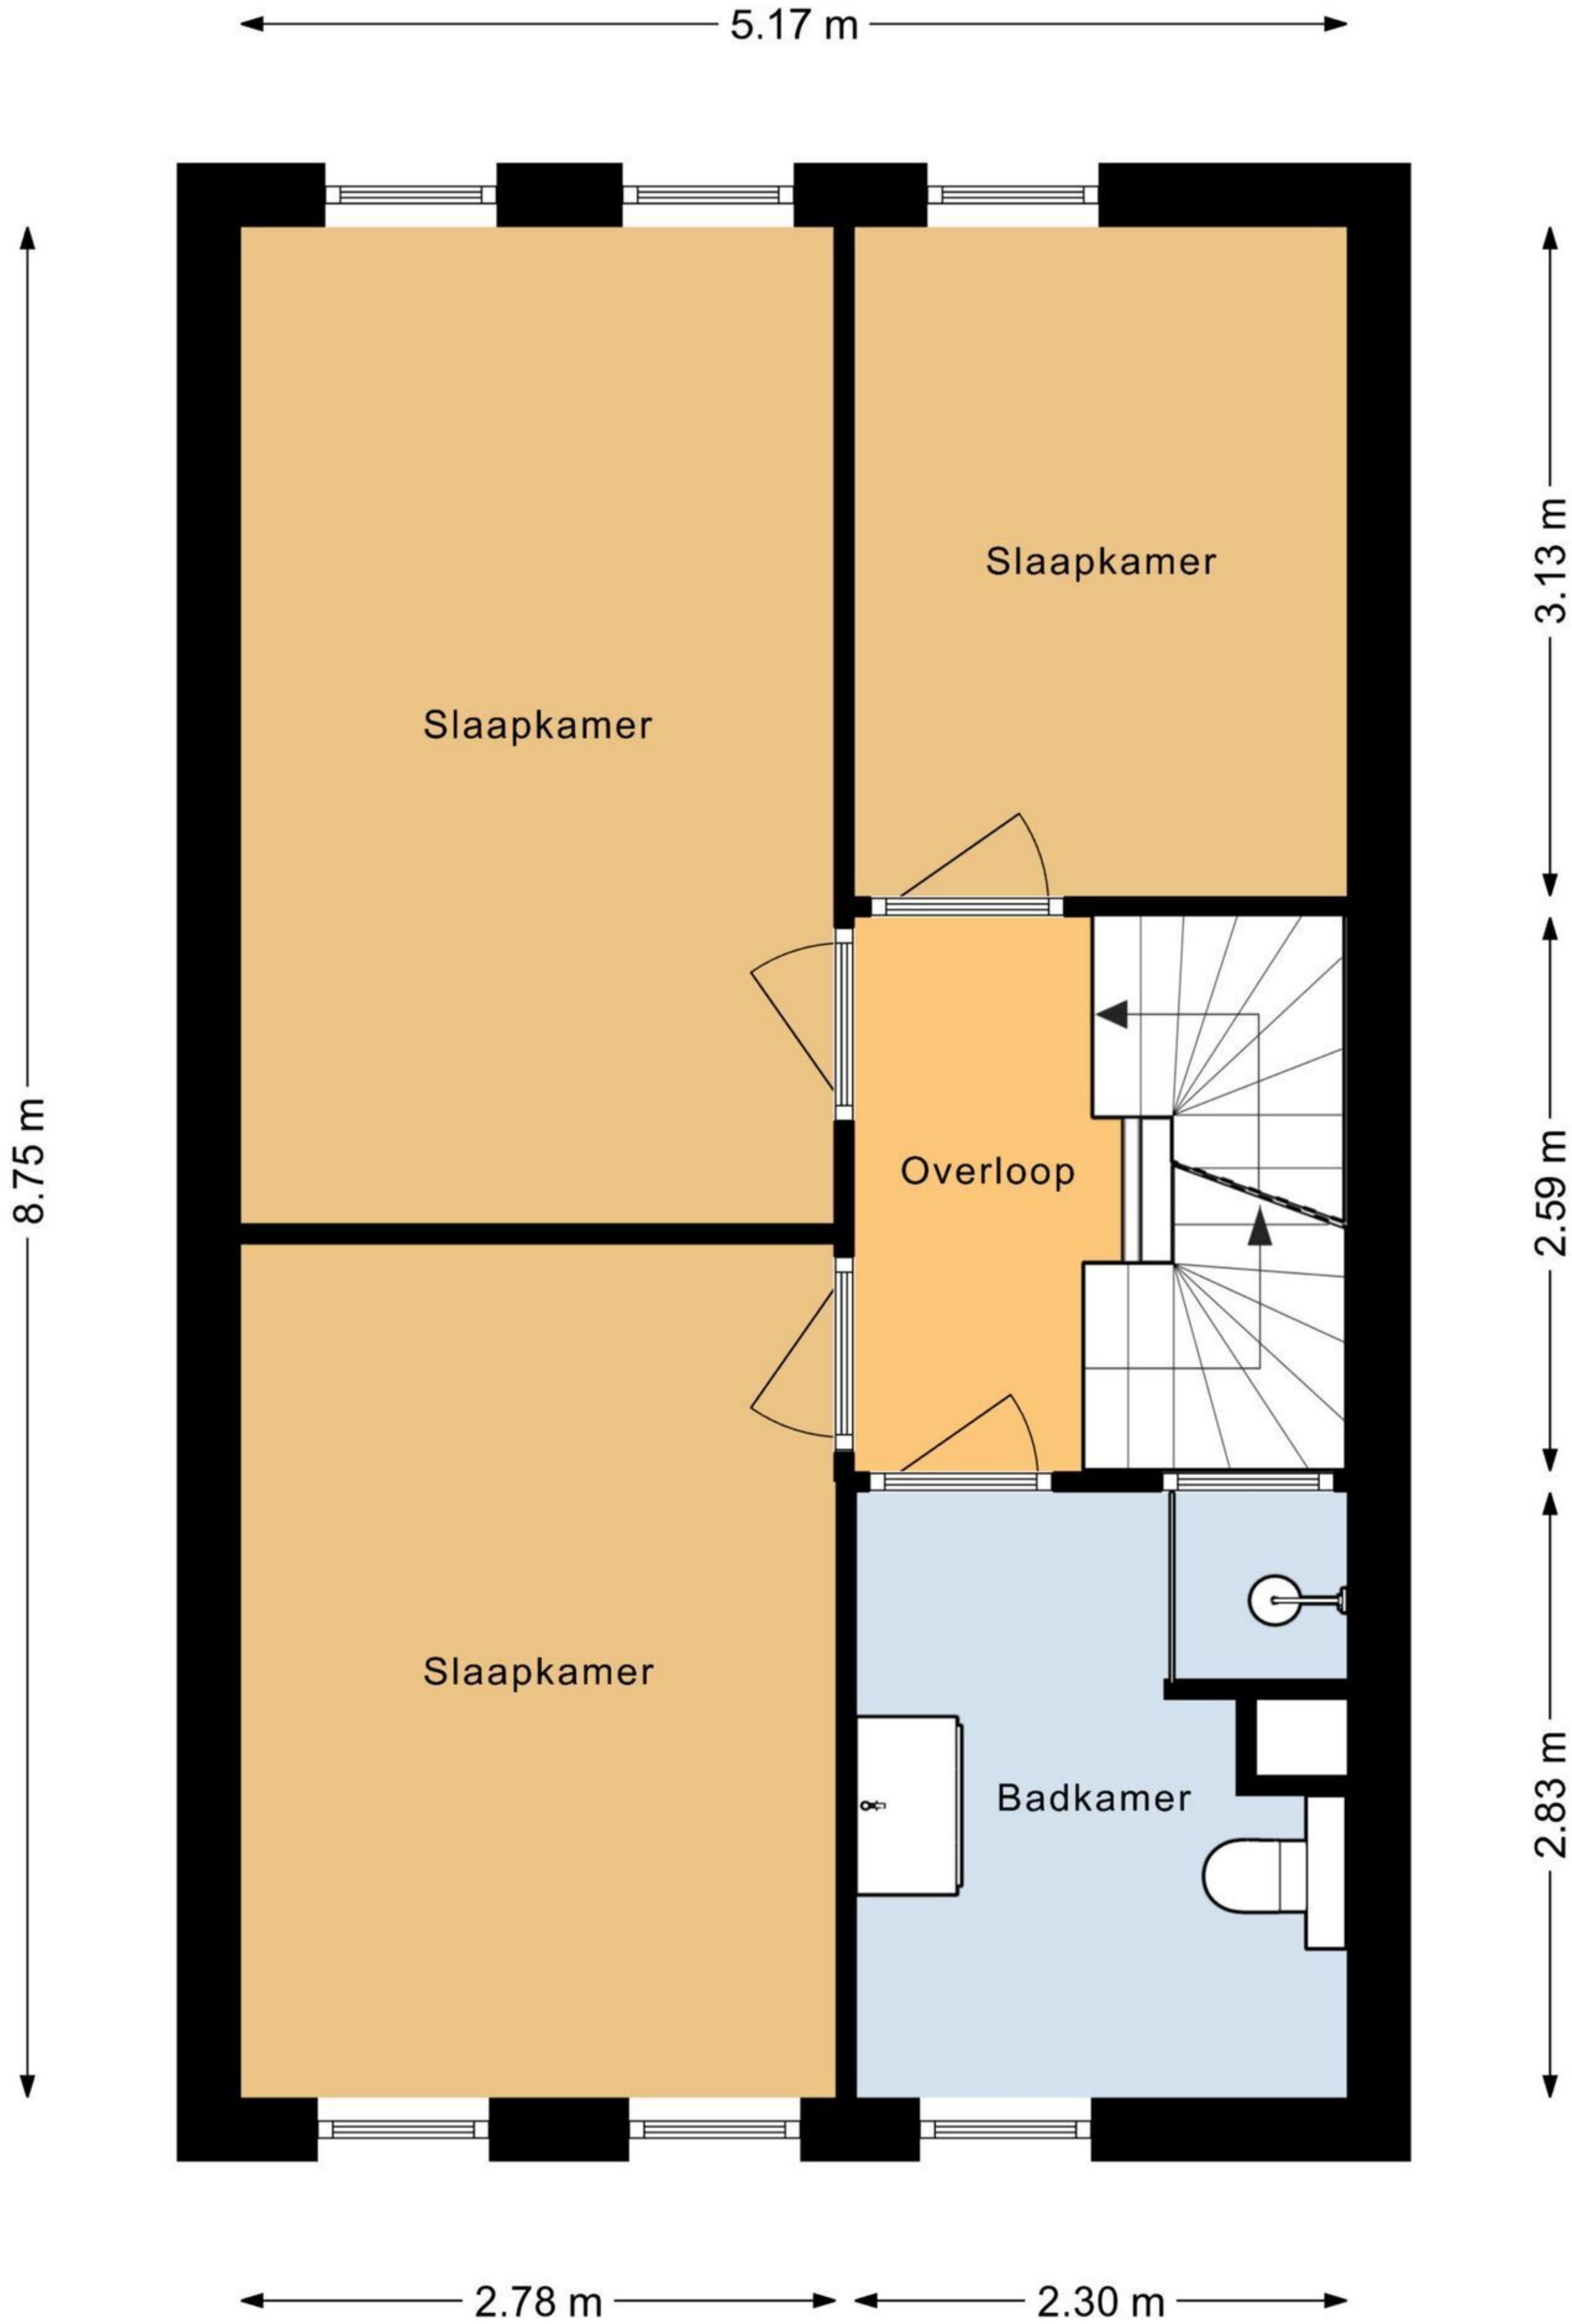 5.17 m
Slaapkamer
3.13 m
Slaapkamer
8.75 m
Overloop
2.59 m
Slaapkamer
Badkamer
2.83 m
2.78 m
2.30 m